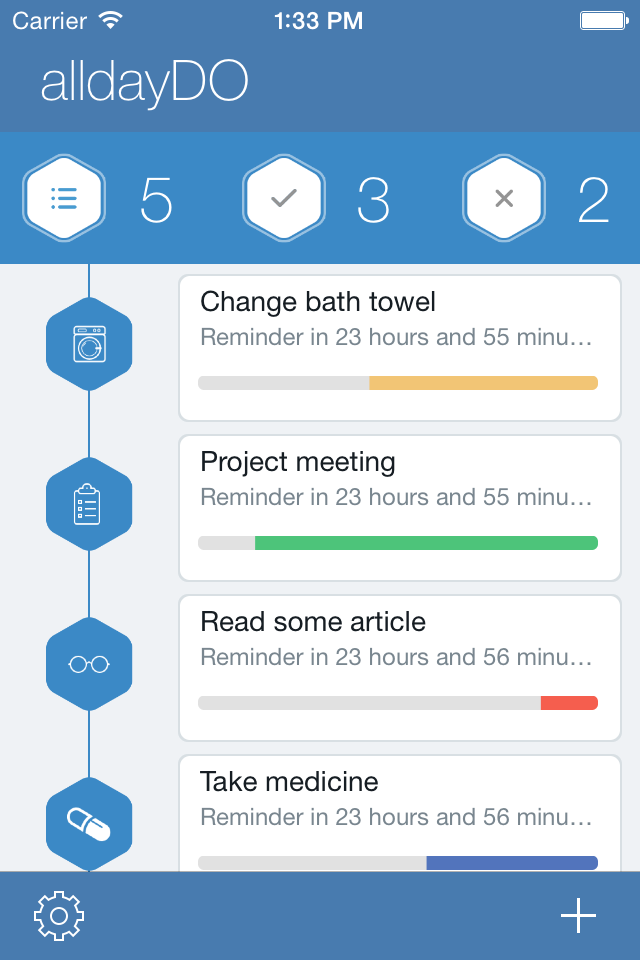 Carrier 1:33 PM
alldayDO
5 3 2
Change bath towel
Reminder in 23 hours and 55 minu…
Project meeting
Reminder in 23 hours and 55 minu…
Read some article
Reminder in 23 hours and 56 minu…
Take medicine
Reminder in 23 hours and 56 minu…